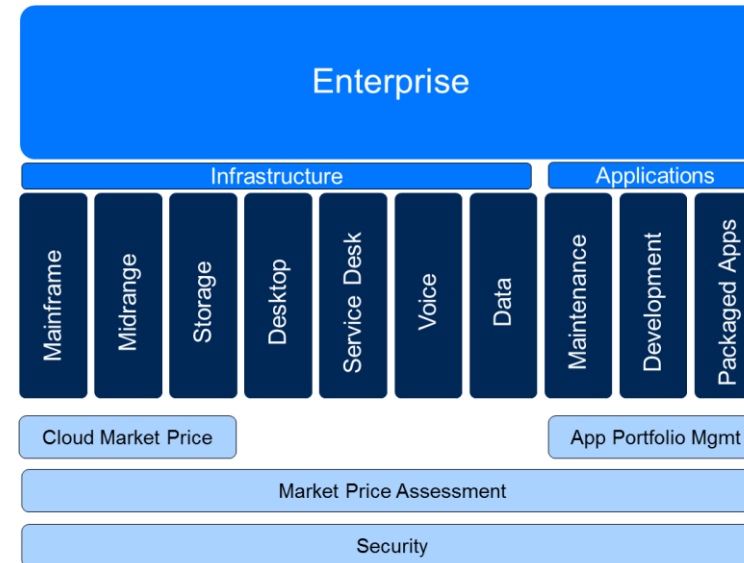 Enterprise
Infrastructure
Applications
Mainframe
Midrange
Storage
Desktop
Service Desk
Voice
Data
Maintenance
Development
Packaged Apps
Cloud Market Price
App Portfolio Mgmt
Market Price Assessment
Security